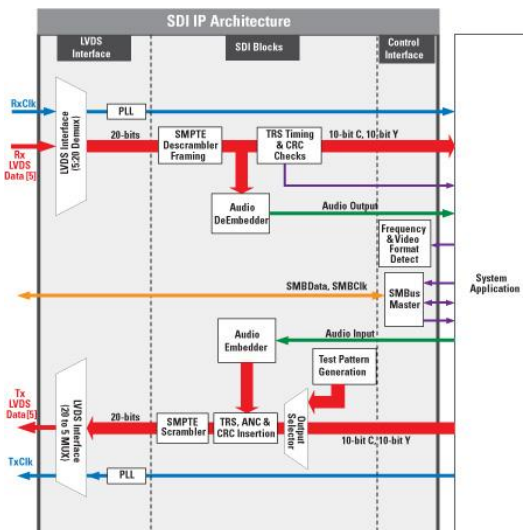 SDI IP Architecture
LVDS
Interface
SDI Blocks
Control
Interface
RxClk
PLL
Rx
LVDS
Data [5]
LVDS Interface
(5:20 Demux)
20-bits
SMPTE
Descrambler
Framing
TRS Timing
& CRC
Checks
10-bit C, 10-bit Y
Audio
DeEmbedder
Audio Output
Frequency
& Video
Format
Detect
SMBData, SMBClk
SMBus
Master
System
Application
Audio
Embedder
Audio Input
Test Pattern
Generation
Tx
LVDS
Data[5]
LVDS Interface
(20 to 5 MUX)
20-bits
SMPTE
Scrambler
TRS, ANC &
CRC Insertion
Output
Selector
10-bit C, 10-bit Y
TxClk
PLL